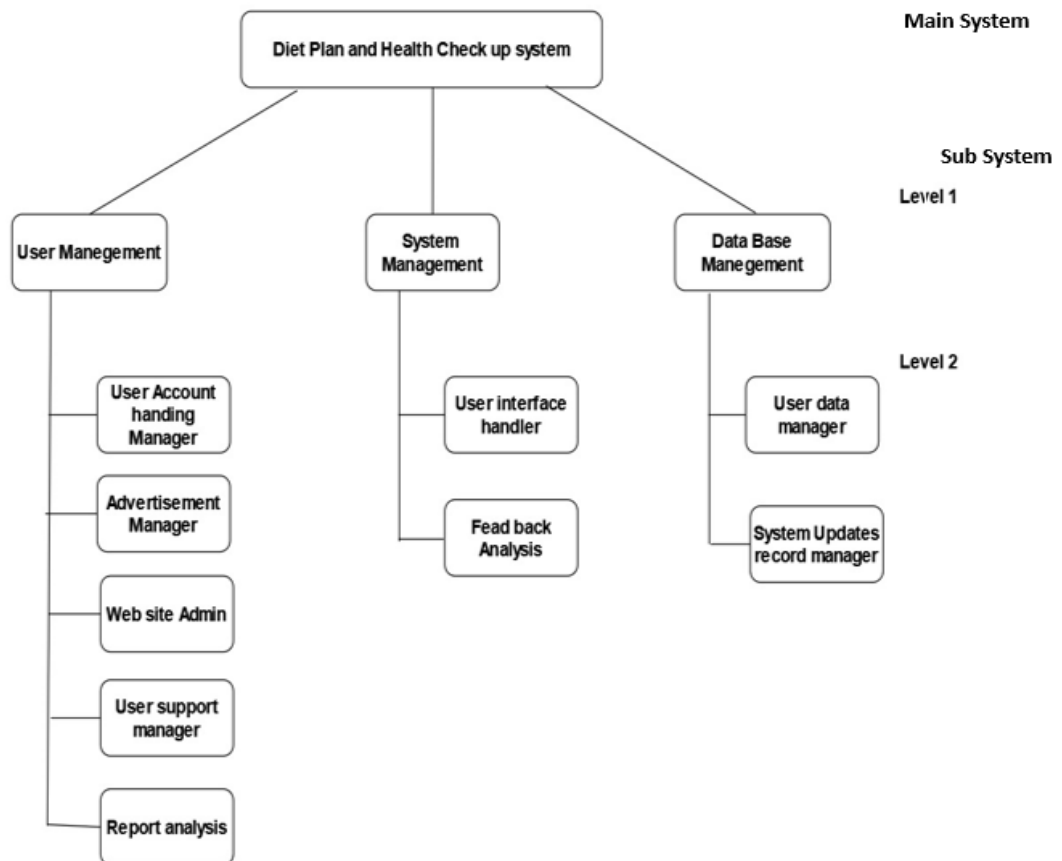 Main System
Diet Plan and Health Check up system
Sub System
Level 1
User Manegement
System
Management
Data Base
Manegement
Level 2
User Account
handing
Manager
User interface
handler
User data
manager
Advertisement
Manager
Fead back
Analysis
System Updates
record manager
Web site Admin
User support
manager
Report analysis